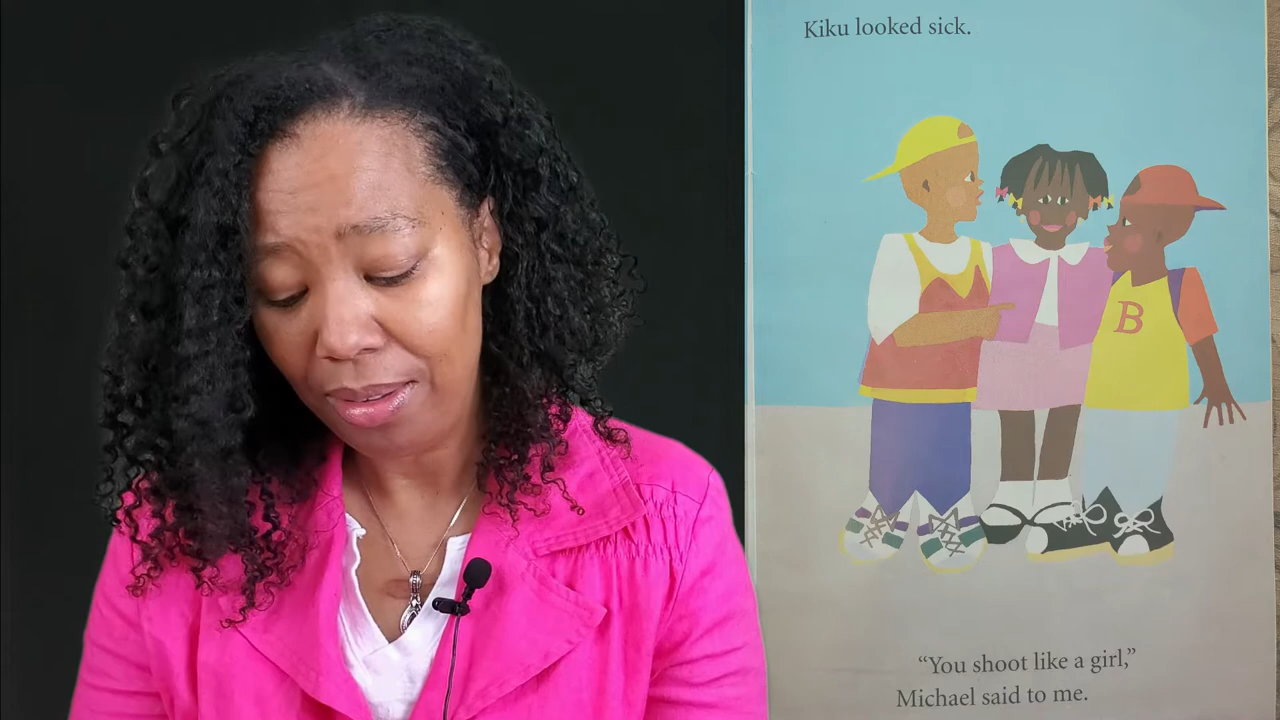 Kiku looked sick.
B
“You shoot like a girl,”
Michael said to me.